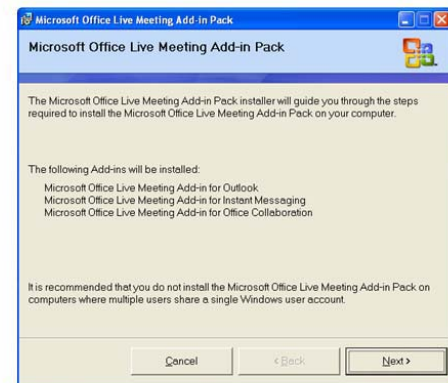 Microsoft Office Live Meeting Add-in Pack
Microsoft Office Live Meeting Add-in Pack
The Microsoft Office Live Meeting Add-in Pack installer will guide you through the steps
required to install the Microsoft Office Live Meeting Add-in Pack on your computer.
The following Add-ins will be installed:
Microsoft Office Live Meeting Add-in for Outlook
Microsoft Office Live Meeting Add-in for Instant Messaging
Microsoft Office Live Meeting Add-in for Office Collaboration
It is recommended that you do not install the Microsoft Office Live Meeting Add-in Pack on
computers where multiple users share a single Windows user account.
Cancel < Back Next >